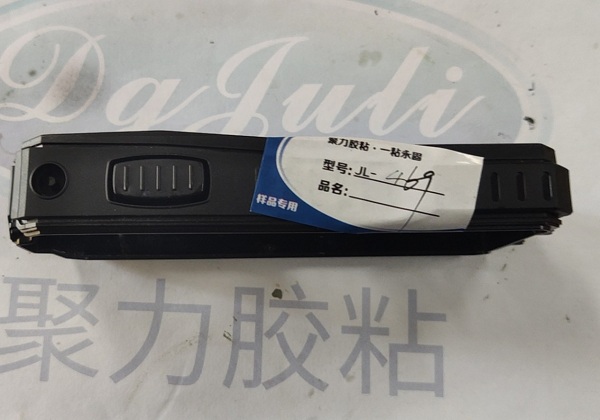 DaJuli
聚力胶粘·一粘永固
型号: JL-469
品名:
样品专用
聚力胶粘